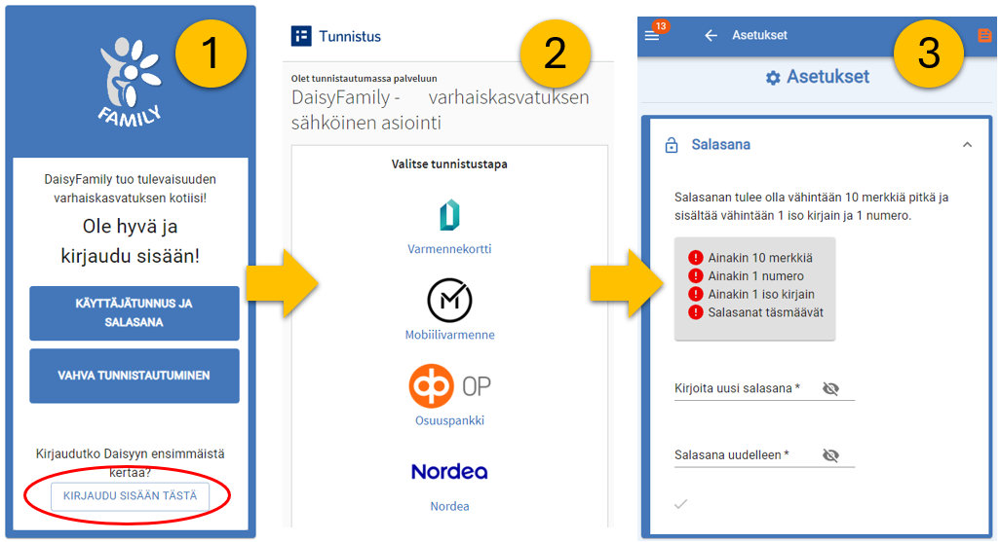 1
FAMILY
DaisyFamily tuo tulevaisuuden
varhaiskasvatuksen kotiisi!
Ole hyvä ja
kirjaudu sisään!
KÄYTTÄJÄTUNNUS JA
SALASANA
VAHVA TUNNISTAUTUMINEN
Kirjaudutko Daisyyn ensimmäistä
kertaa?
KIRJAUDU SISÄÄN TÄSTÄ
2
Tunnistus
Olet tunnistautumassa palveluun
DaisyFamily - varhaiskasvatuksen
sähköinen asiointi
Valitse tunnistustapa
Varmennekortti
Mobiilivarmenne
OP
Osuuspankki
Nordea
Nordea
3
13
Asetukset
Asetukset
Salasana
Salasanan tulee olla vähintään 10 merkkiä pitkä ja
sisältää vähintään 1 iso kirjain ja 1 numero.
Ainakin 10 merkkiä
Ainakin 1 numero
Ainakin 1 iso kirjain
Salasanat täsmäävät
Kirjoita uusi salasana *
Salasana uudelleen *